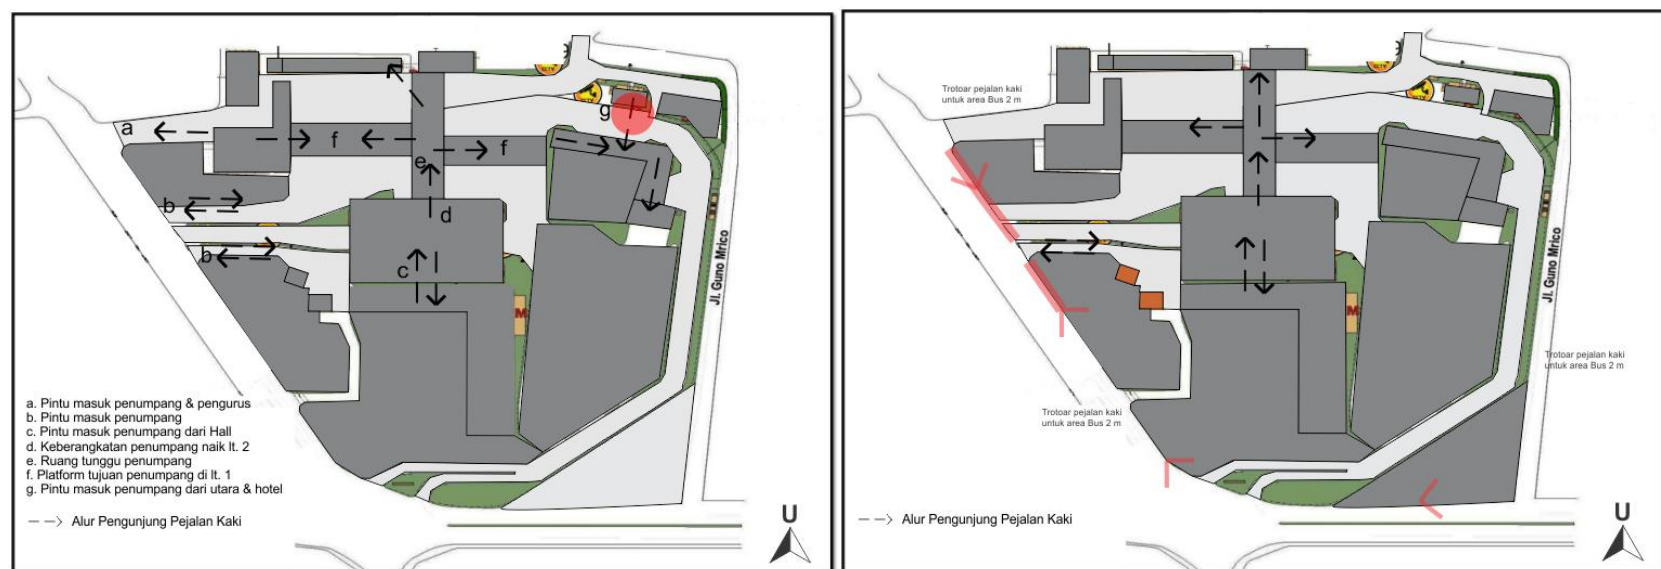 a
f
f
g
e
b
d
b
c
M
Jl. Guno Mrico
a. Pintu masuk penumpang & pengurus
b. Pintu masuk penumpang
c. Pintu masuk penumpang dari Hall
d. Keberangkatan penumpang naik lt. 2
e. Ruang tunggu penumpang
f. Platform tujuan penumpang di lt. 1
g. Pintu masuk penumpang dari utara & hotel
Alur Pengunjung Pejalan Kaki
U
Trotoar pejalan kaki
untuk area Bus 2 m
M
Jl. Guno Mrico
Trotoar pejalan kaki
untuk area Bus 2 m
Trotoar pejalan kaki
untuk area Bus 2 m
Alur Pengunjung Pejalan Kaki
U